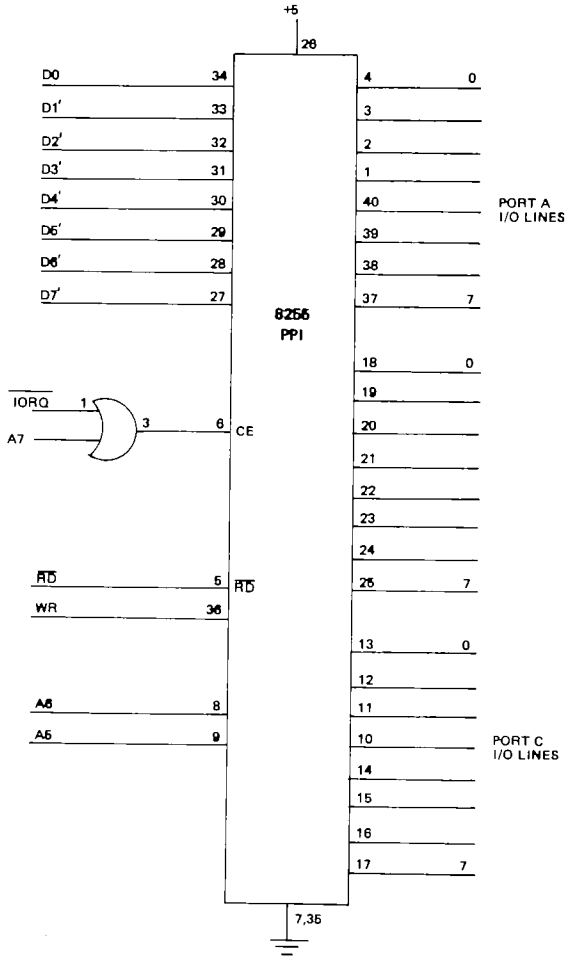 +5
26
D0 34
D1' 33
D2' 32
D3' 31
D4' 30
D5' 29
D6' 28
D7' 27
4 0
3
2
1
40
39
38
37 7
PORT A
I/O LINES
8255
PPI
IORQ 1
A7
3
6 CE
18 0
19
20
21
22
23
24
25 7
RD 5 RD
WR 36
A6 8
A5 9
13 0
12
11
10
14
15
16
17 7
PORT C
I/O LINES
7,35